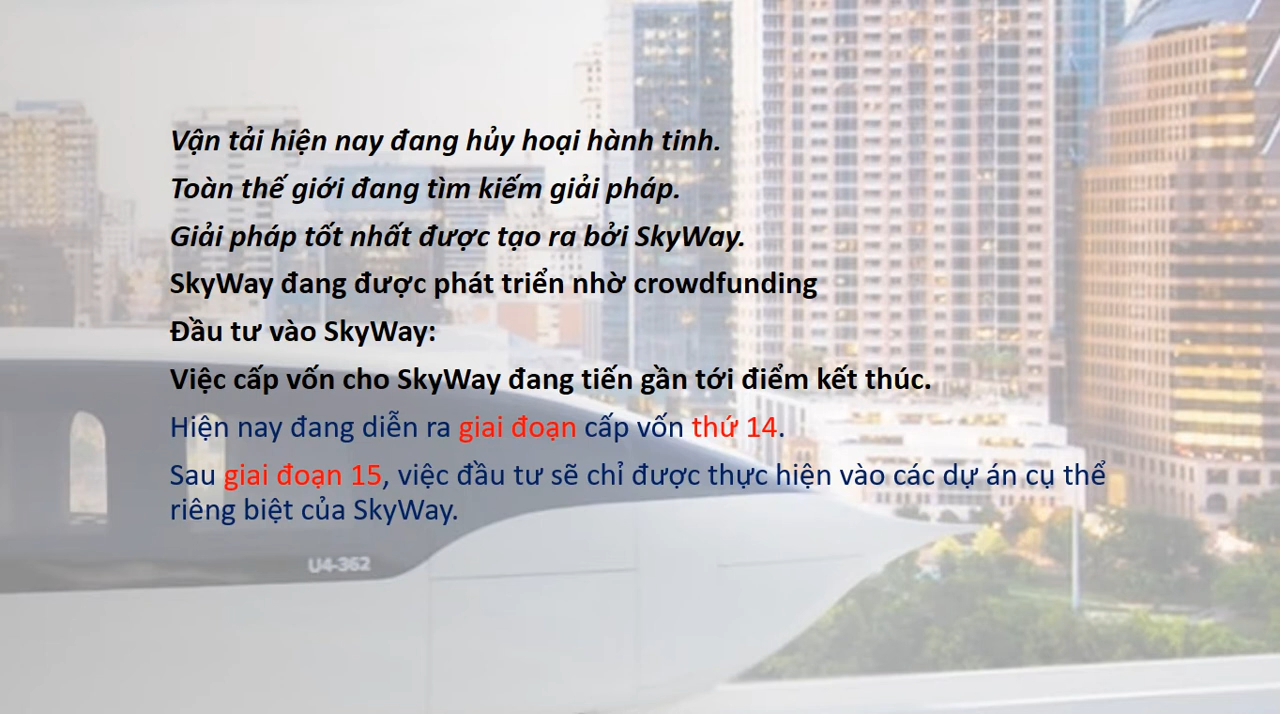 Vận tải hiện nay đang hủy hoại hành tinh.
Toàn thế giới đang tìm kiếm giải pháp.
Giải pháp tốt nhất được tạo ra bởi SkyWay.
SkyWay đang được phát triển nhờ crowdfunding
Đầu tư vào SkyWay:
Việc cấp vốn cho SkyWay đang tiến gần tới điểm kết thúc.
Hiện nay đang diễn ra giai đoạn cấp vốn thứ 14.
Sau giai đoạn 15, việc đầu tư sẽ chỉ được thực hiện vào các dự án cụ thể
riêng biệt của SkyWay.
U4-362